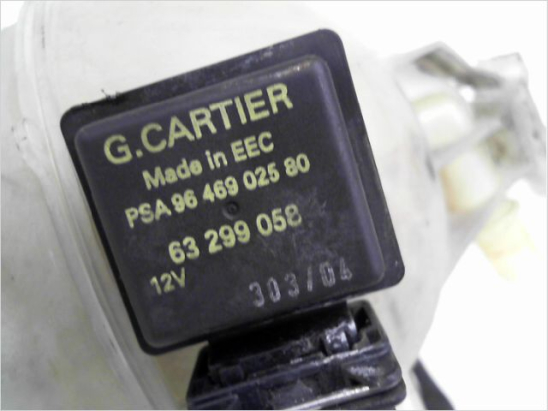 G.CARTIER
Made in EEC
PSA 96 469 025 80
63 299 058
12V
303/04